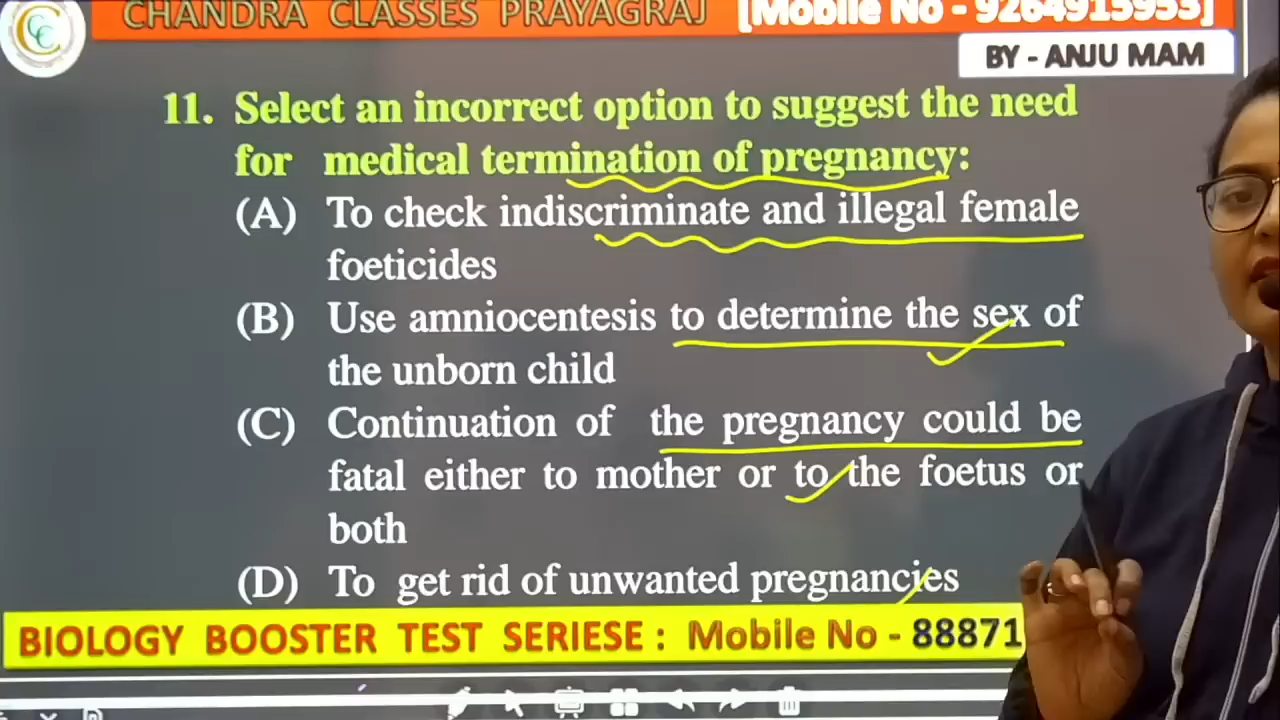 CHANDRA CLASSES PRAYAGRAJ [Mobile No - 9264915953]
BY - ANJU MAM
11. Select an incorrect option to suggest the need
for medical termination of pregnancy:
(A) To check indiscriminate and illegal female
foeticides
(B) Use amniocentesis to determine the sex of
the unborn child
(C) Continuation of the pregnancy could be
fatal either to mother or to the foetus or
both
(D) To get rid of unwanted pregnancies
BIOLOGY BOOSTER TEST SERIESE : Mobile No - 88871